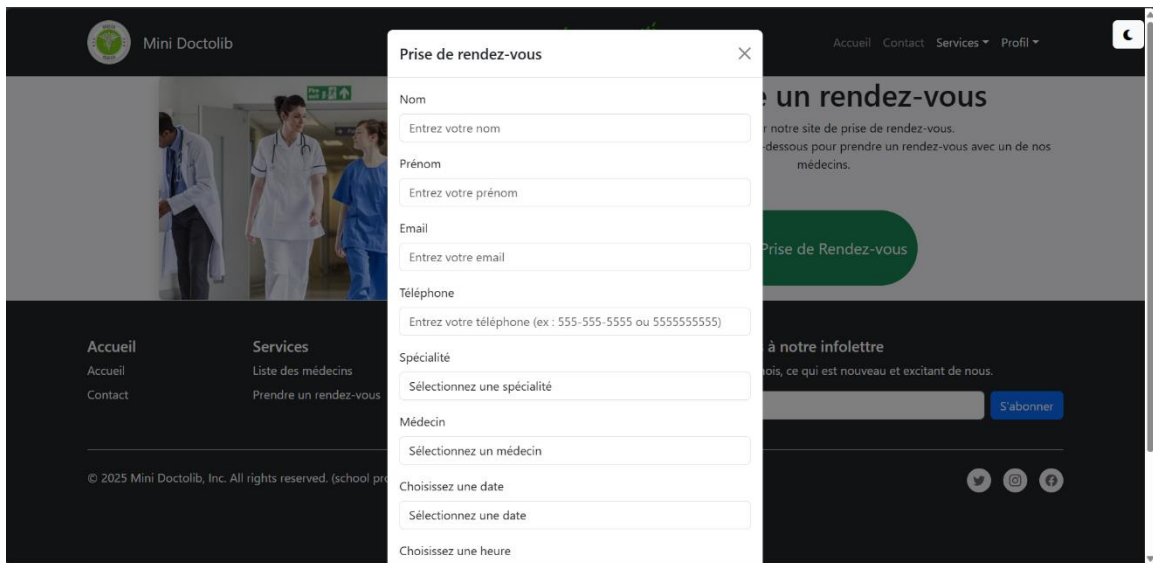 Mini Doctolib
Accueil Contact Services Profil
Prise de rendez-vous
Nom
Entrez votre nom
Prénom
Entrez votre prénom
Email
Entrez votre email
Téléphone
Entrez votre téléphone (ex : 555-555-5555 ou 5555555555)
Spécialité
Sélectionnez une spécialité
Médecin
Sélectionnez un médecin
Choisissez une date
Sélectionnez une date
Choisissez une heure
un rendez-vous
notre site de prise de rendez-vous.
-dessous pour prendre un rendez-vous avec un de nos
médecins.
Prise de Rendez-vous
Accueil
Accueil
Contact
Services
Liste des médecins
Prendre un rendez-vous
à notre infolettre
ce qui est nouveau et excitant de nous.
S'abonner
© 2025 Mini Doctolib, Inc. All rights reserved. (school